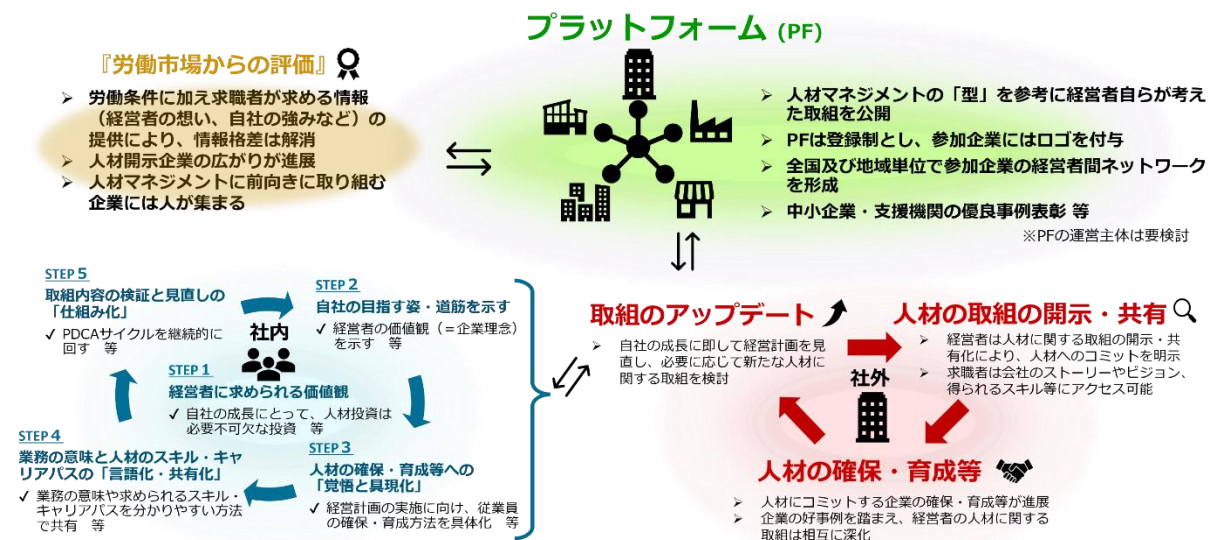 プラットフォーム (PF)
『労働市場からの評価』
➢ 労働条件に加え求職者が求める情報
（経営者の想い、自社の強みなど）の
提供により、情報格差は解消
➢ 人材開示企業の広がりが進展
➢ 人材マネジメントに前向きに取り組む
企業には人が集まる
➢ 人材マネジメントの「型」を参考に経営者自らが考え
た取組を公開
➢ PFは登録制とし、参加企業にはロゴを付与
➢ 全国及び地域単位で参加企業の経営者間ネットワーク
を形成
➢ 中小企業・支援機関の優良事例表彰 等
※PFの運営主体は要検討
STEP 5
取組内容の検証と見直しの
「仕組み化」
✓ PDCAサイクルを継続的に
回す 等
社内
STEP 2
自社の目指す姿・道筋を示す
✓ 経営者の価値観（＝企業理念）
を示す 等
STEP 1
経営者に求められる価値観
✓ 自社の成長にとって、人材投資は
必要不可欠な投資 等
STEP 4
業務の意味と人材のスキル・キャ
リアパスの「言語化・共有化」
✓ 業務の意味や求められるスキル・
キャリアパスを分かりやすい方法
で共有 等
STEP 3
人材の確保・育成等への
「覚悟と具現化」
✓ 経営計画の実施に向け、従業員
の確保・育成方法を具体化 等
取組のアップデート
➢ 自社の成長に即して経営計画を見
直し、必要に応じて新たな人材に
関する取組を検討
人材の取組の開示・共有
➢ 経営者は人材に関する取組の開示・共
有化により、人材へのコミットを明示
➢ 求職者は会社のストーリーやビジョン、
得られるスキル等にアクセス可能
社外
人材の確保・育成等
➢ 人材にコミットする企業の確保・育成等が進展
➢ 企業の好事例を踏まえ、経営者の人材に関する
取組は相互に深化